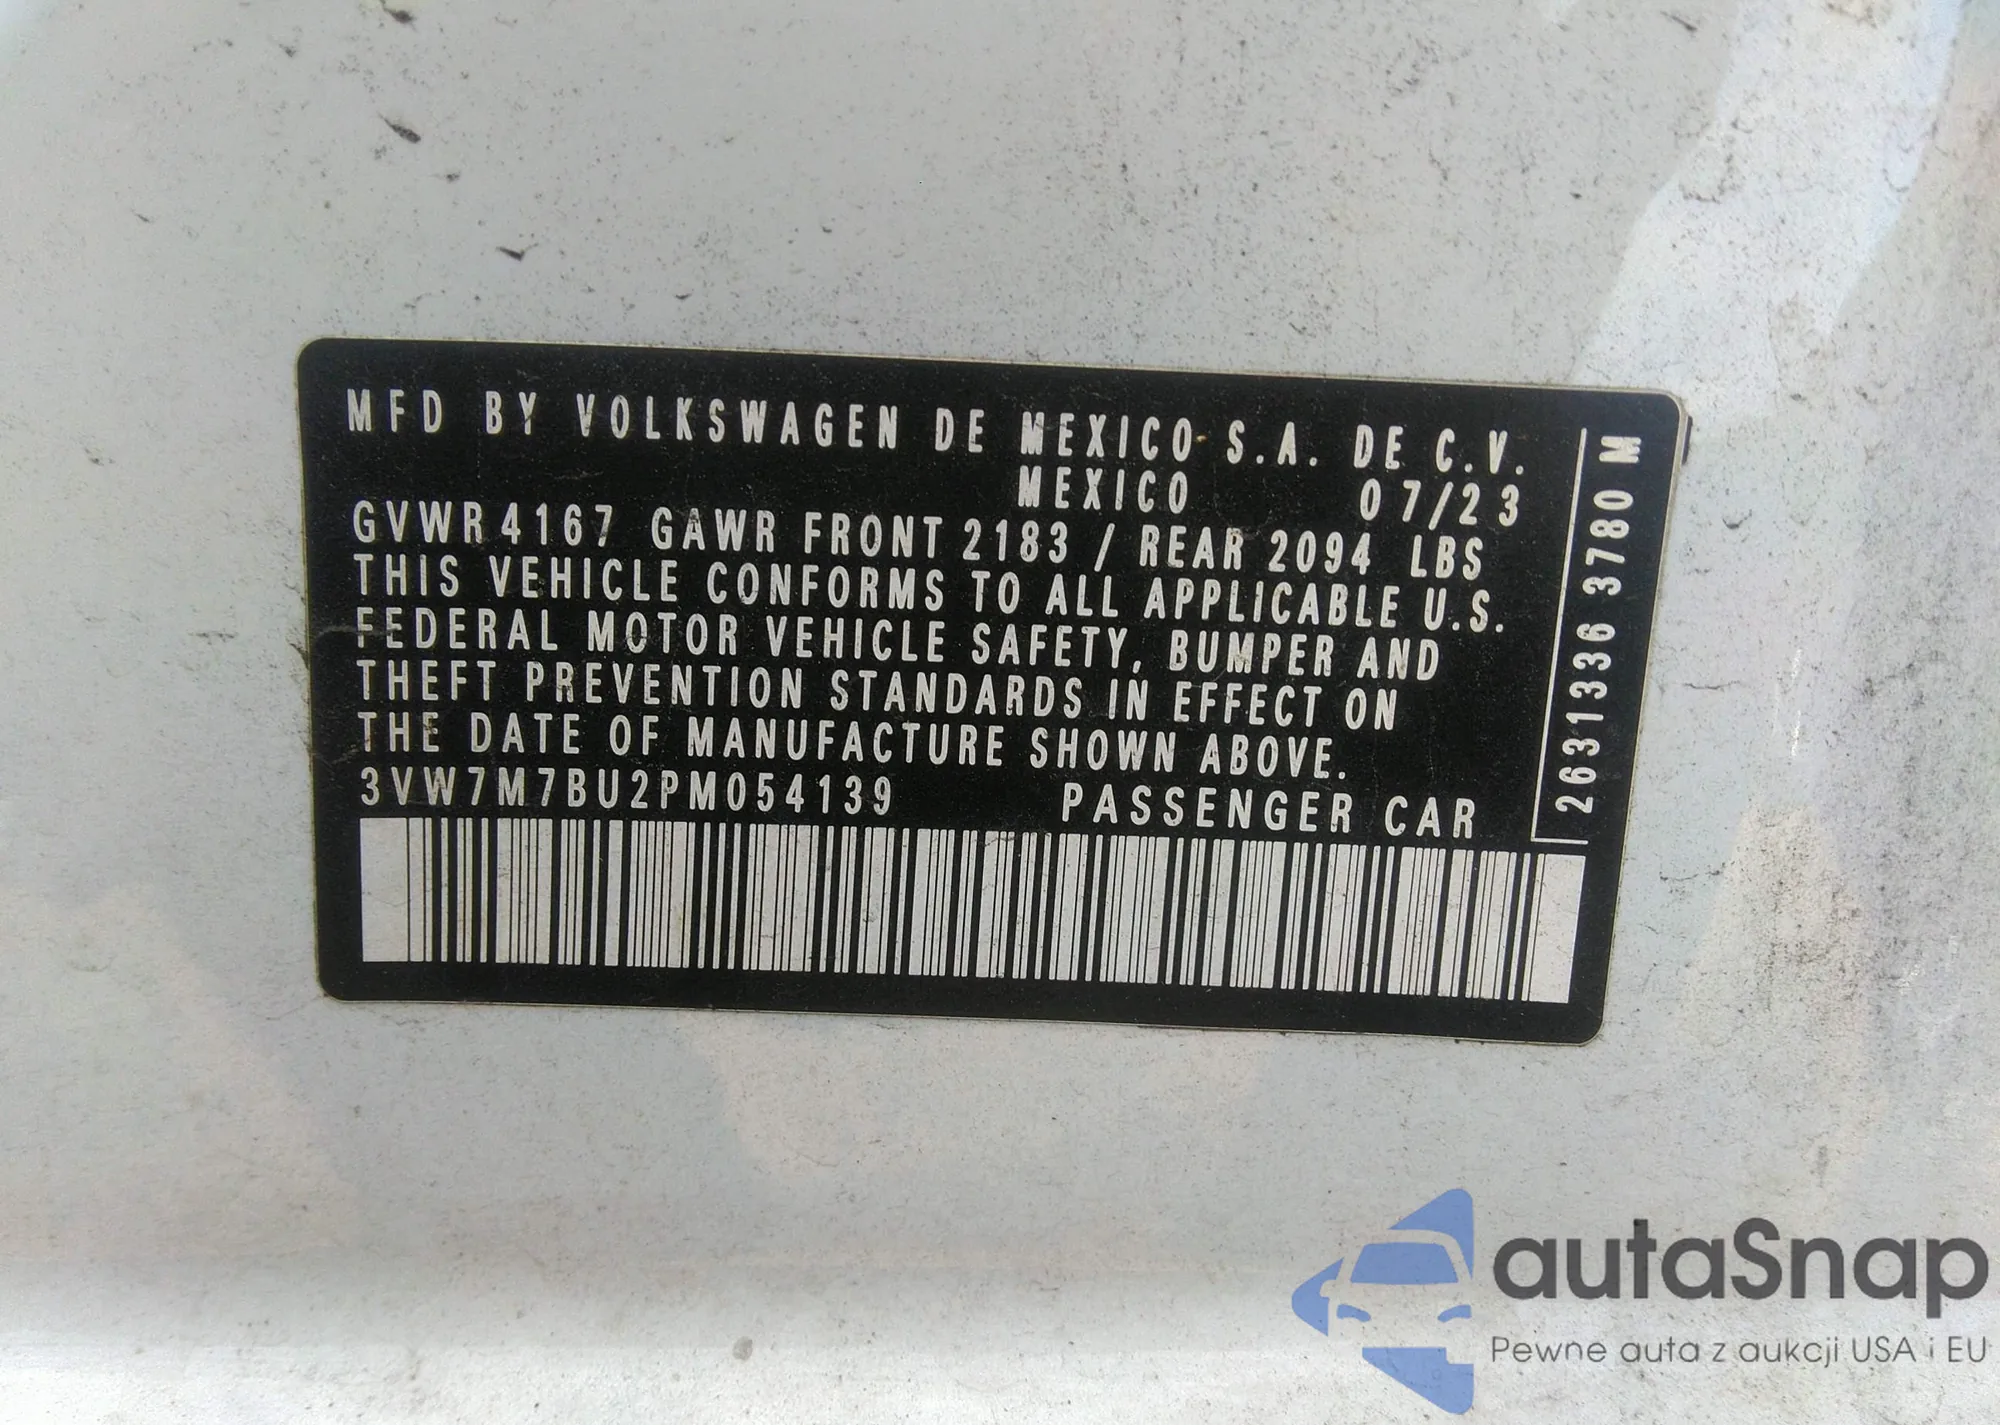 MFD BY VOLKSWAGEN DE MEXICO S.A. DE C.V.
MEXICO 07/23
GVWR 4167 GAWR FRONT 2183 / REAR 2094 LBS
THIS VEHICLE CONFORMS TO ALL APPLICABLE U.S.
FEDERAL MOTOR VEHICLE SAFETY, BUMPER AND
THEFT PREVENTION STANDARDS IN EFFECT ON
THE DATE OF MANUFACTURE SHOWN ABOVE.
3VW7M7BU2PM054139 PASSENGER CAR
2631336 3780 M
autaSnap
Pewne auta z aukcji USA i EU